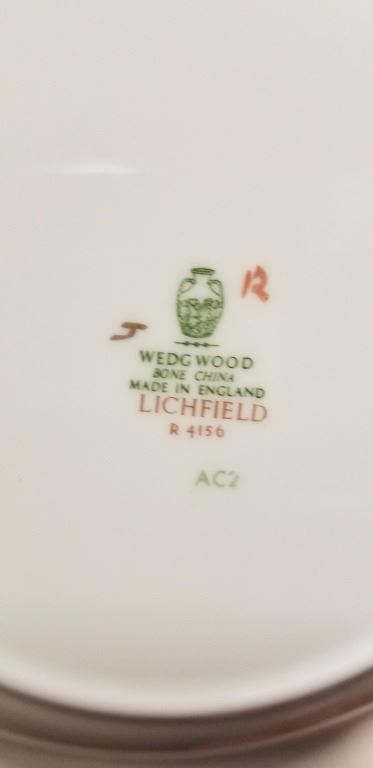 R
J
WEDGWOOD
BONE CHINA
MADE IN ENGLAND
LICHFIELD
R 4156
AC2